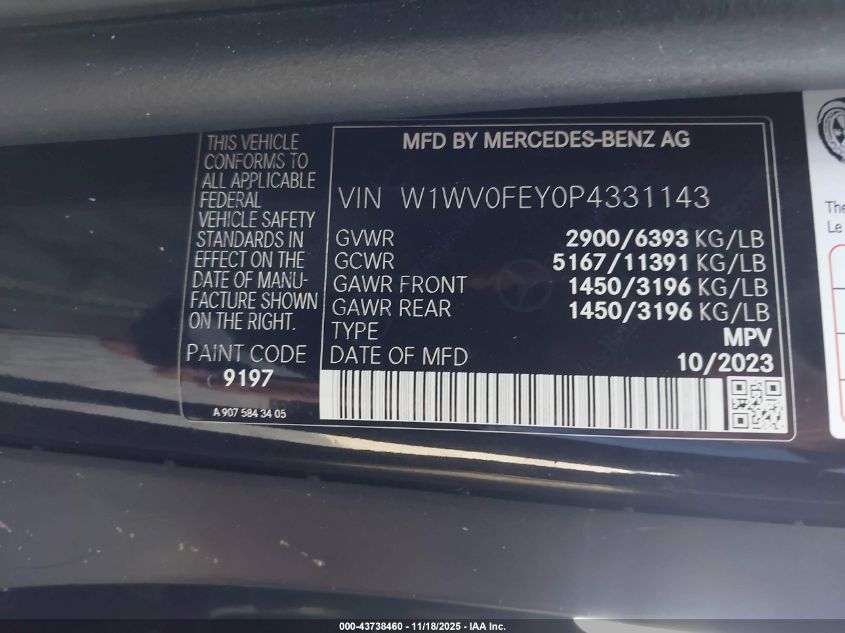 THIS VEHICLE
CONFORMS TO
ALL APPLICABLE
FEDERAL
VEHICLE SAFETY
STANDARDS IN
EFFECT ON THE
DATE OF MANU-
FACTURE SHOWN
ON THE RIGHT.
PAINT CODE
9197
A 907 584 34 05
MFD BY MERCEDES-BENZ AG
VIN W1WV0FEY0P4331143
GVWR 2900/6393 KG/LB
GCWR 5167/11391 KG/LB
GAWR FRONT 1450/3196 KG/LB
GAWR REAR 1450/3196 KG/LB
TYPE MPV
DATE OF MFD 10/2023
The
Le
000-43738460 - 11/18/2025 - IAA Inc.